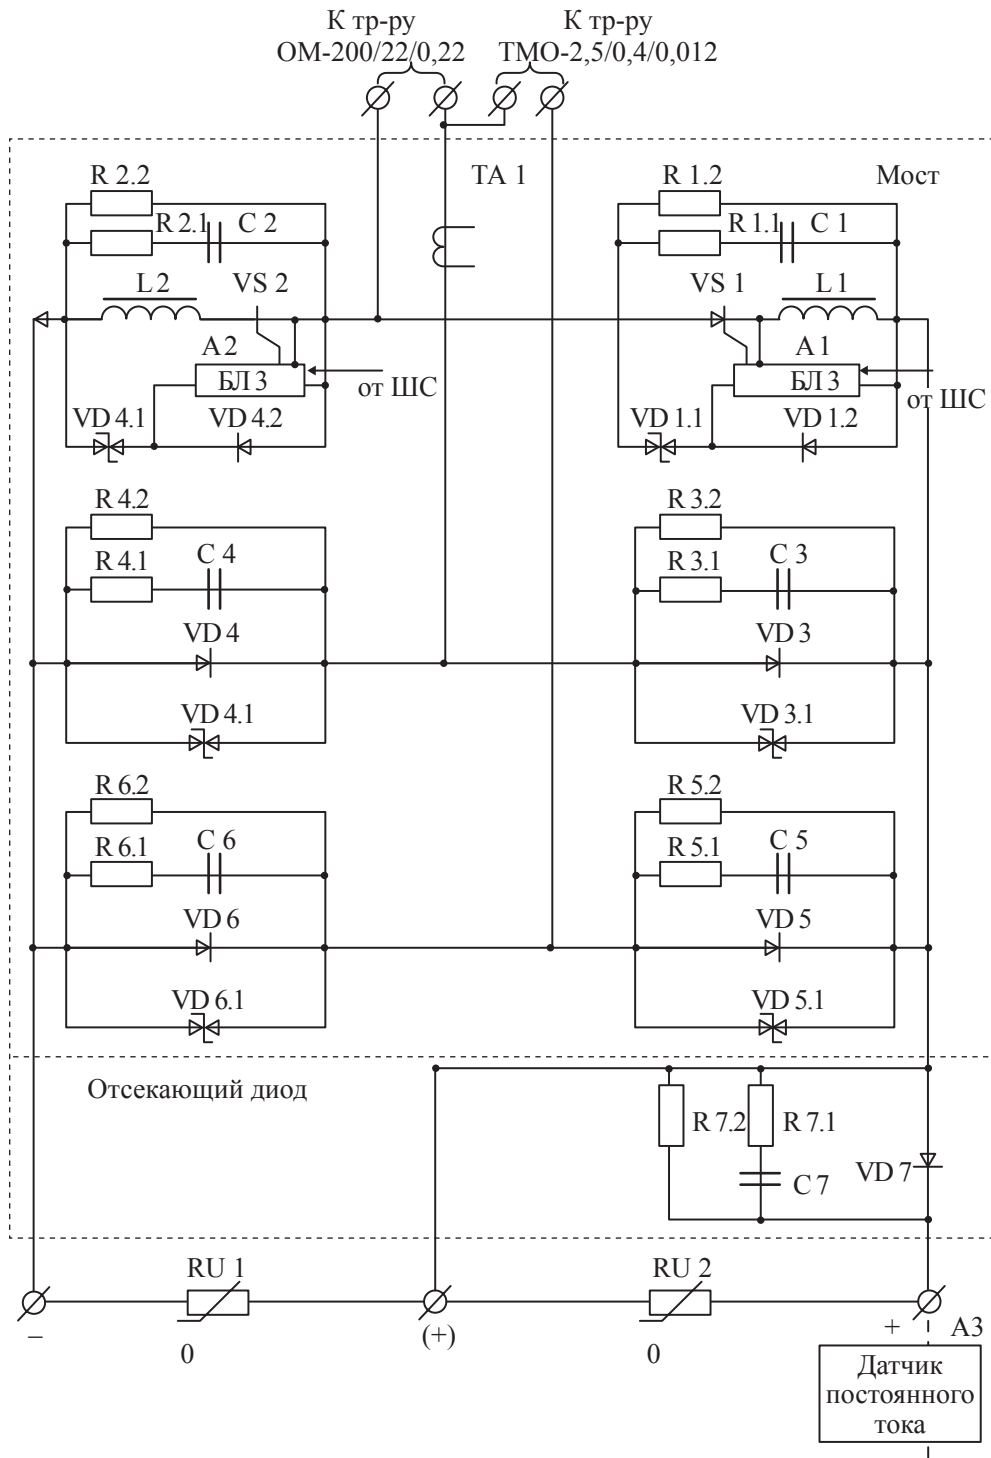 К тр-ру
ОМ-200/22/0,22
К тр-ру
ТМО-2,5/0,4/0,012
R 2.2
ТА 1
R 1.2
Мост
R 2.1
C 2
R 1.1
C 1
L 2
VS 2
VS 1
L 1
А 2
А 1
БЛ 3
от ШС
БЛ 3
от ШС
VD 4.1
VD 4.2
VD 1.1
VD 1.2
R 4.2
R 3.2
R 4.1
C 4
R 3.1
C 3
VD 4
VD 3
VD 4.1
VD 3.1
R 6.2
R 5.2
R 6.1
C 6
R 5.1
C 5
VD 6
VD 5
VD 6.1
VD 5.1
Отсекающий диод
R 7.2
R 7.1
VD 7
C 7
RU 1
RU 2
–
(+)
+
А3
0
0
Датчик
постоянного
тока